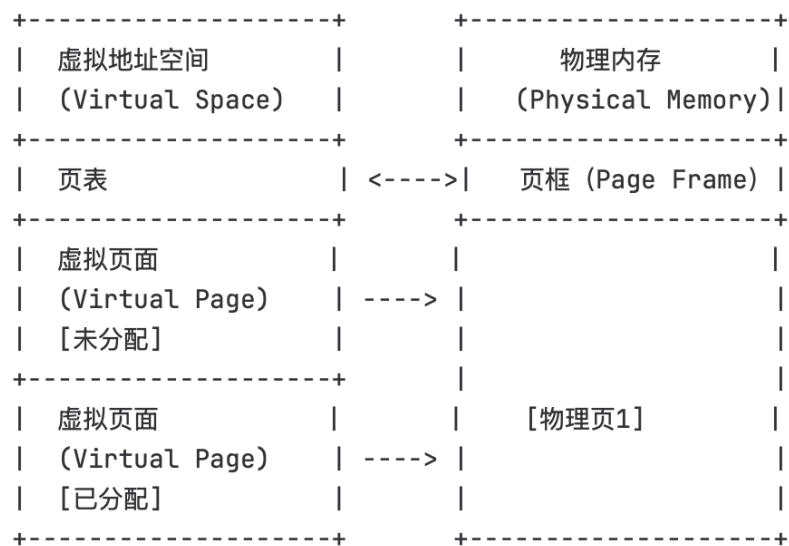 +-------------------+       +-------------------+
|  虚拟地址空间        |       |      物理内存       |
|  (Virtual Space)   |       |   (Physical Memory)|
+-------------------+       +-------------------+
|  页表              | <---->|   页框 (Page Frame) |
+-------------------+       +-------------------+
|  虚拟页面          |       |                   |
|  (Virtual Page)    | ----> |                   |
|  [未分配]          |       |                   |
+-------------------+       |                   |
|  虚拟页面          |       |    [物理页1]        |
|  (Virtual Page)    | ----> |                   |
|  [已分配]          |       |                   |
+-------------------+       +-------------------+